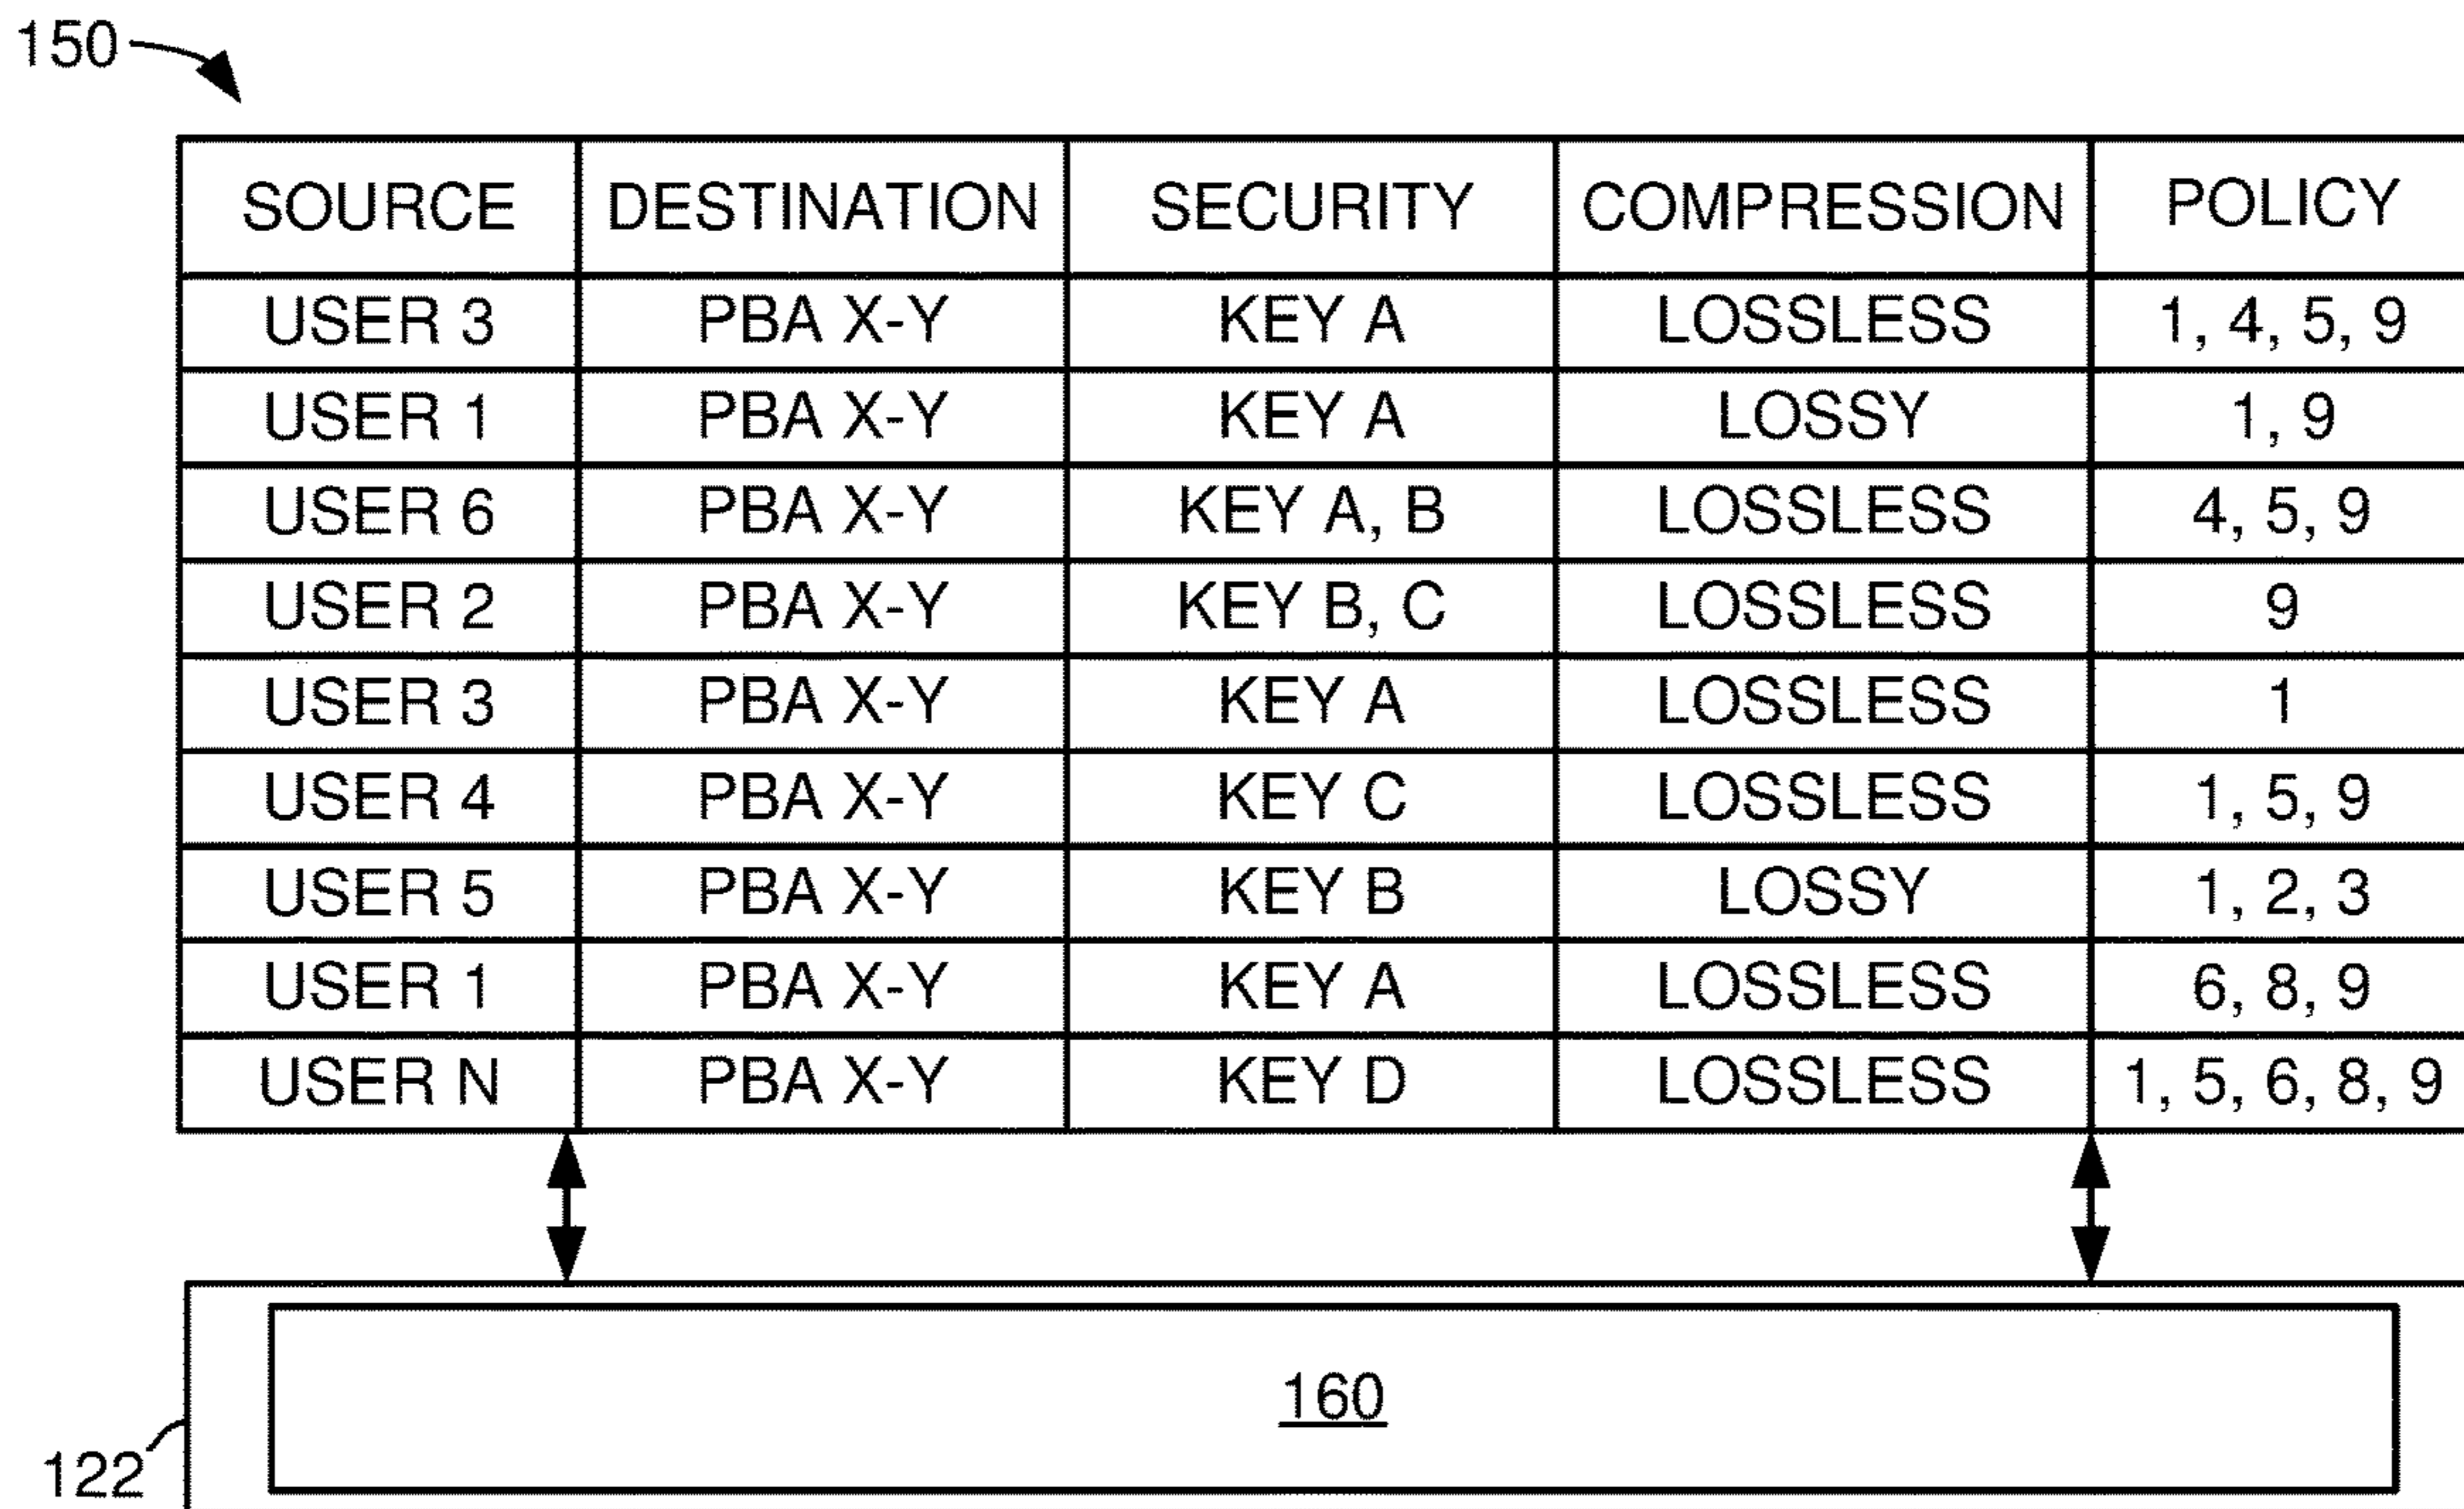 150
SOURCE DESTINATION SECURITY COMPRESSION POLICY
USER 3 PBA X-Y KEY A LOSSLESS 1, 4, 5, 9
USER 1 PBA X-Y KEY A LOSSY 1, 9
USER 6 PBA X-Y KEY A, B LOSSLESS 4, 5, 9
USER 2 PBA X-Y KEY B, C LOSSLESS 9
USER 3 PBA X-Y KEY A LOSSLESS 1
USER 4 PBA X-Y KEY C LOSSLESS 1, 5, 9
USER 5 PBA X-Y KEY B LOSSY 1, 2, 3
USER 1 PBA X-Y KEY A LOSSLESS 6, 8, 9
USER N PBA X-Y KEY D LOSSLESS 1, 5, 6, 8, 9
160
122